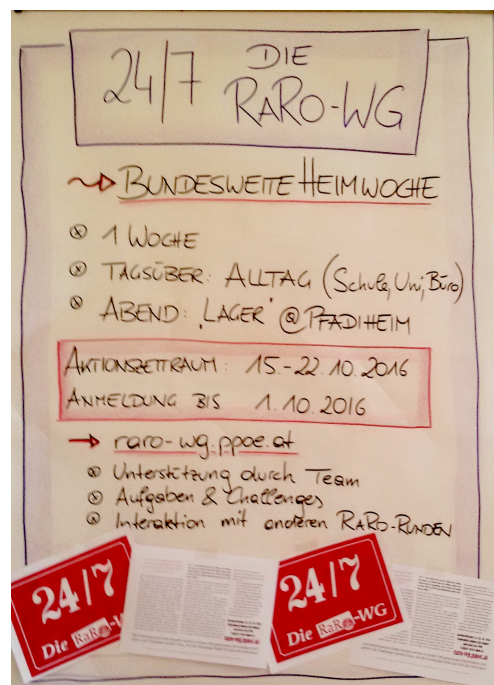 24/7 DIE
RARO-WG
BUNDESWEITE HEIMWOCHE
1 WOCHE
TAGSÜBER: ALLTAG (Schule, Uni, Büro)
ABEND: „LAGER" @ PFADIHEIM
AKTIONSZEITRAUM: 15.-22.10.2016
ANMELDUNG BIS 1.10.2016
raro-wg.ppoe.at
Unterstützung durch Team
Aufgaben & Challenges
Interaktion mit anderen RARO-RUNDEN
24/7
Die RaRo-W
24/7
Die RaRo-WG